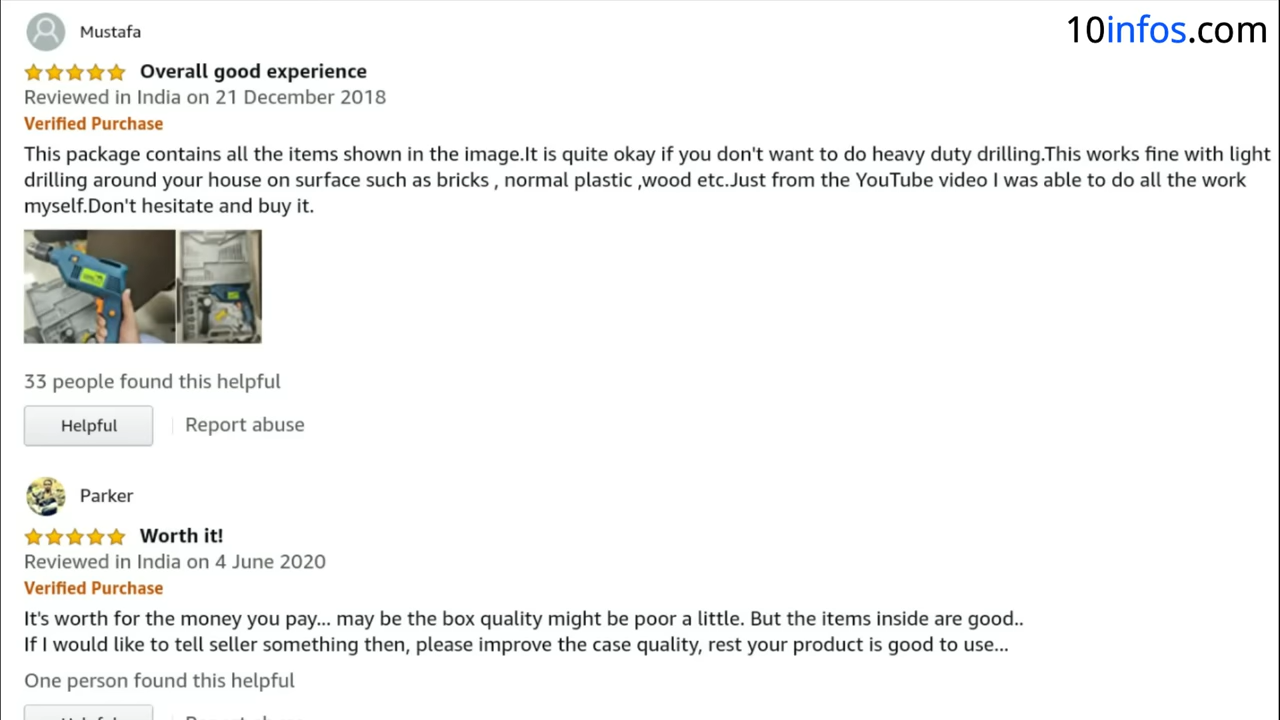 10infos.com
Mustafa
Overall good experience
Reviewed in India on 21 December 2018
Verified Purchase
This package contains all the items shown in the image.It is quite okay if you don't want to do heavy duty drilling.This works fine with light
drilling around your house on surface such as bricks , normal plastic ,wood etc.Just from the YouTube video I was able to do all the work
myself.Don't hesitate and buy it.
33 people found this helpful
Helpful
Report abuse
Parker
Worth it!
Reviewed in India on 4 June 2020
Verified Purchase
It's worth for the money you pay... may be the box quality might be poor a little. But the items inside are good..
If I would like to tell seller something then, please improve the case quality, rest your product is good to use...
One person found this helpful